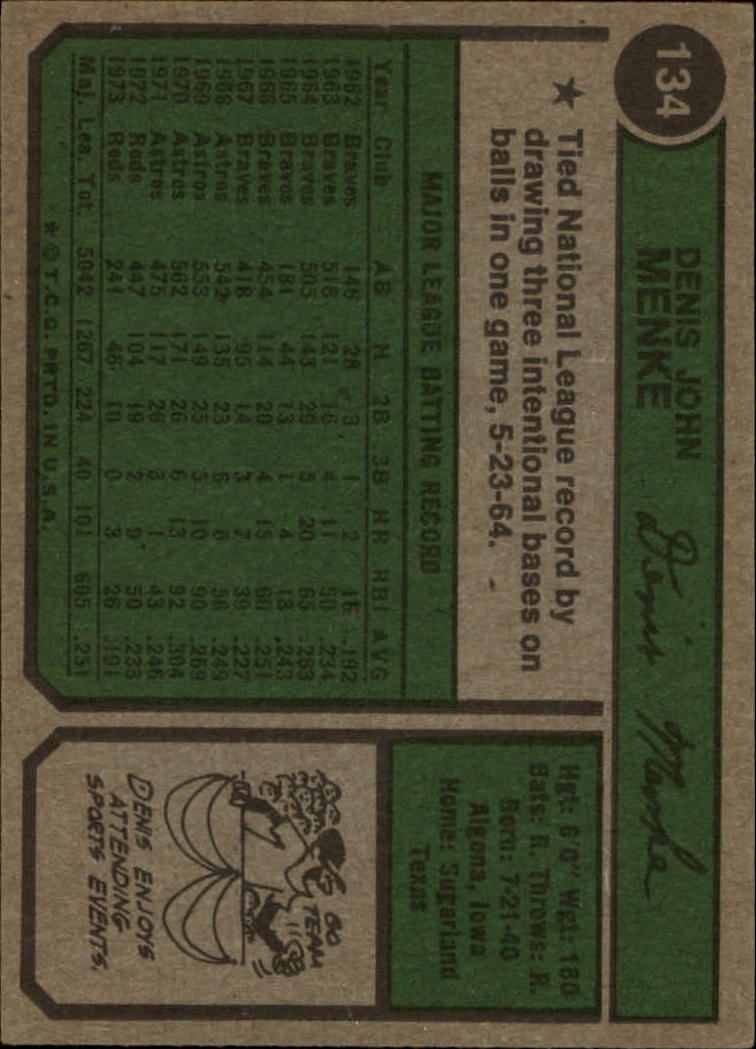 134
DENIS JOHN
MENKE
Denis Menke
★ Tied National League record by
drawing three intentional bases on
balls in one game, 5-23-64.
Hgt: 6'0" Wgt: 180
Bats: R. Throws: R.
Born: 7-21-40
Algona, Iowa
Home: Sugarland
Texas
MAJOR LEAGUE BATTING RECORD
Year Club AB H 2B 3B HR RBI AVG
1962 Braves 146 28 3 1 2 16 .192
1963 Braves 518 121 16 4 11 50 .234
1964 Braves 505 143 29 5 20 65 .283
1965 Braves 181 44 13 1 4 18 .243
1966 Braves 454 114 20 4 15 60 .251
1967 Braves 418 95 14 3 7 39 .227
1968 Astros 542 135 23 6 6 56 .249
1969 Astros 553 149 25 5 10 90 .269
1970 Astros 562 171 26 6 13 92 .304
1971 Astros 475 117 26 3 1 43 .246
1972 Reds 447 104 19 2 9 50 .233
1973 Reds 241 46 10 0 3 26 .191
Maj. Lea. Tot. 5042 1267 224 40 101 605 .251
* © T.C.G. PRTD. IN U.S.A.
GO
TEAM
DENIS ENJOYS
ATTENDING
SPORTS EVENTS.